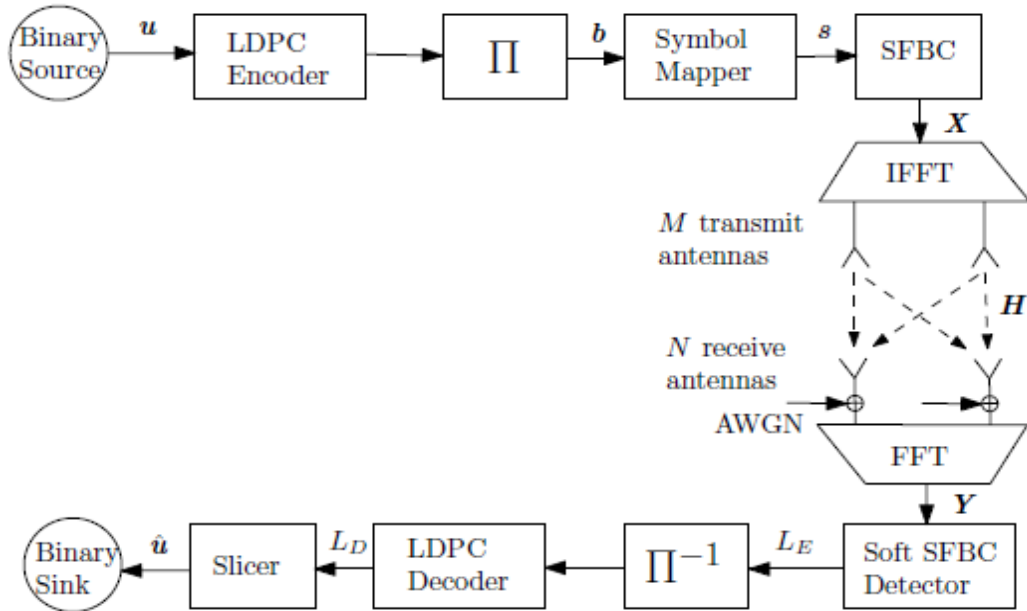 Binary
Source
u
LDPC
Encoder
∏
b
Symbol
Mapper
s
SFBC
X
IFFT
M transmit
antennas
H
N receive
antennas
AWGN
FFT
Y
Binary
Sink
û
Slicer
L_D
LDPC
Decoder
∏⁻¹
L_E
Soft SFBC
Detector